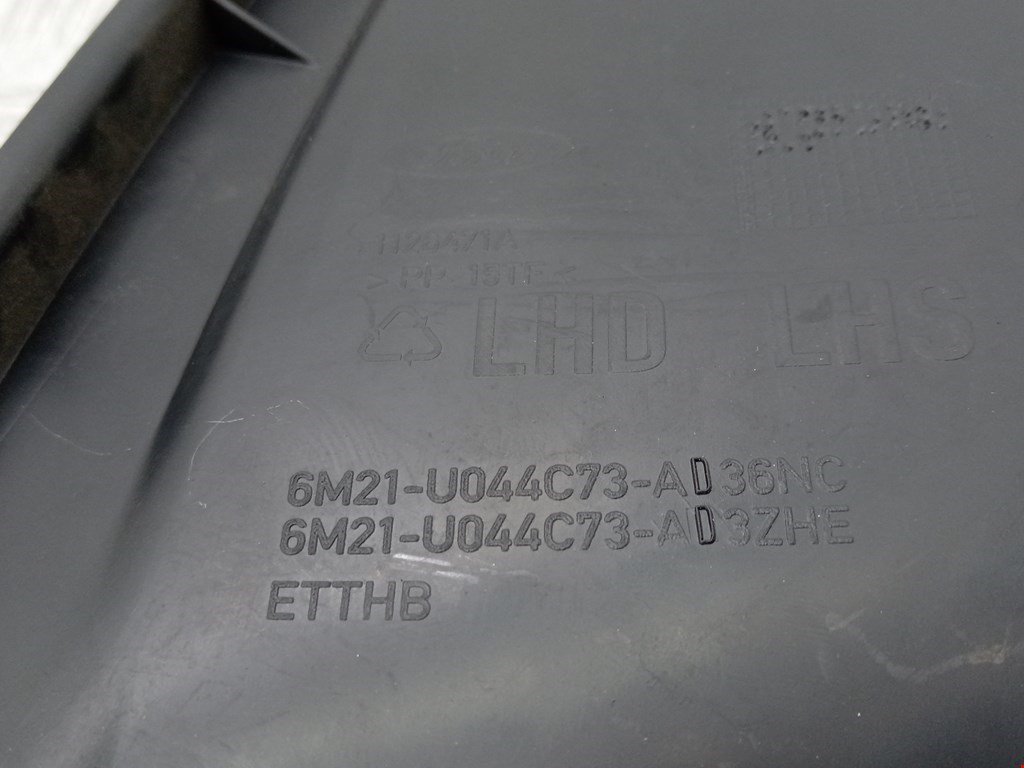 LHD LHS
6M21-U044C73-AD36NC
6M21-U044C73-AD3ZHE
ETTHB